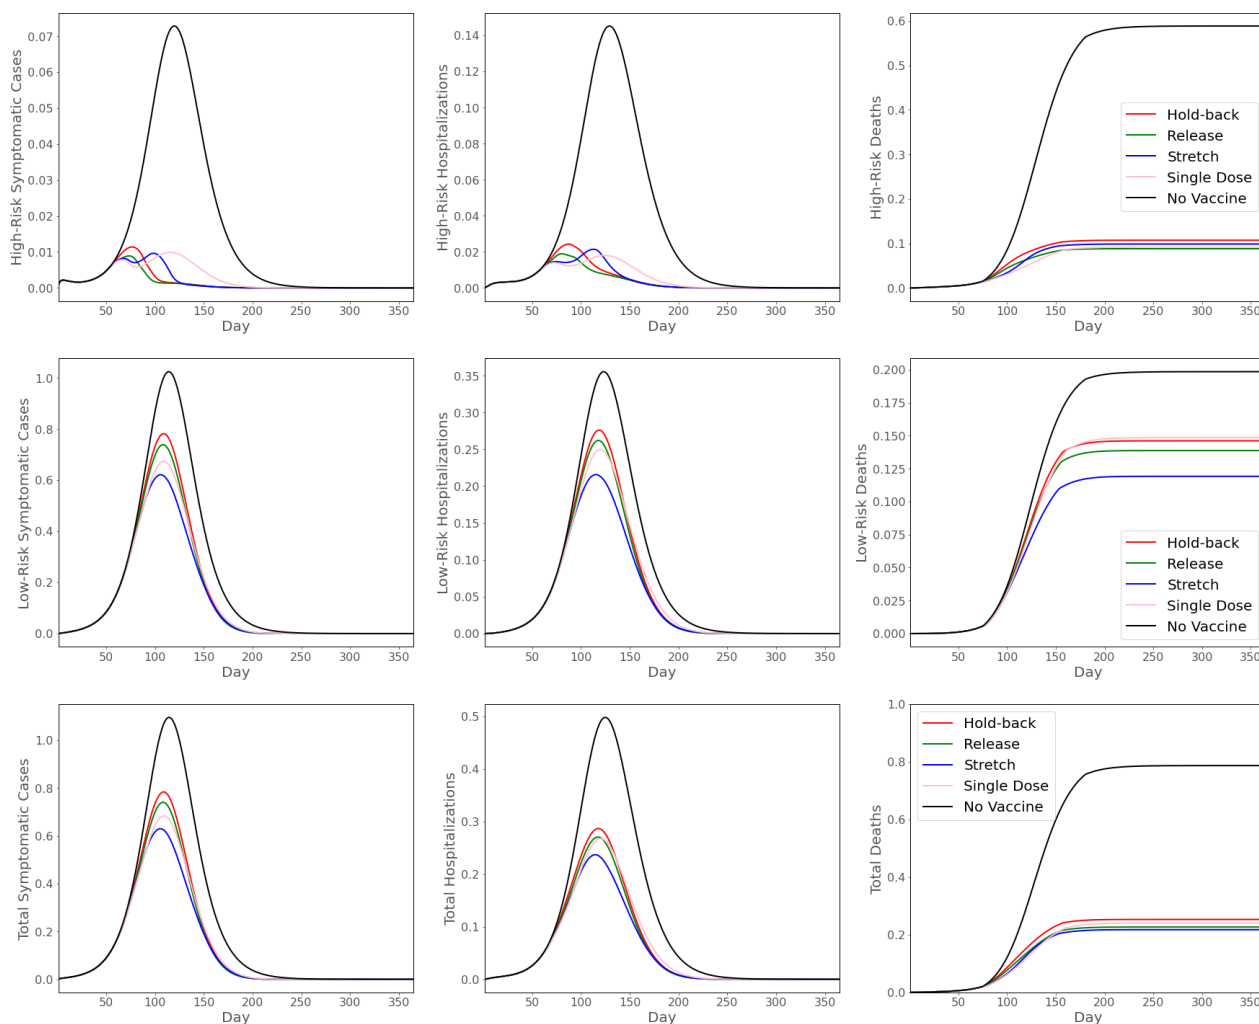 High-Risk Symptomatic Cases
0.07
0.06
0.05
0.04
0.03
0.02
0.01
0.00
50 100 150 200 250 300 350
Day
High-Risk Hospitalizations
0.14
0.12
0.10
0.08
0.06
0.04
0.02
0.00
50 100 150 200 250 300 350
Day
High-Risk Deaths
0.6
0.5
0.4
0.3
0.2
0.1
0.0
Hold-back
Release
Stretch
Single Dose
No Vaccine
50 100 150 200 250 300 350
Day
Low-Risk Symptomatic Cases
1.0
0.8
0.6
0.4
0.2
0.0
50 100 150 200 250 300 350
Day
Low-Risk Hospitalizations
0.35
0.30
0.25
0.20
0.15
0.10
0.05
0.00
50 100 150 200 250 300 350
Day
Low-Risk Deaths
0.200
0.175
0.150
0.125
0.100
0.075
0.050
0.025
0.000
Hold-back
Release
Stretch
Single Dose
No Vaccine
50 100 150 200 250 300 350
Day
Total Symptomatic Cases
1.0
0.8
0.6
0.4
0.2
0.0
50 100 150 200 250 300 350
Day
Total Hospitalizations
0.5
0.4
0.3
0.2
0.1
0.0
50 100 150 200 250 300 350
Day
Total Deaths
1.0
0.8
0.6
0.4
0.2
0.0
Hold-back
Release
Stretch
Single Dose
No Vaccine
50 100 150 200 250 300 350
Day